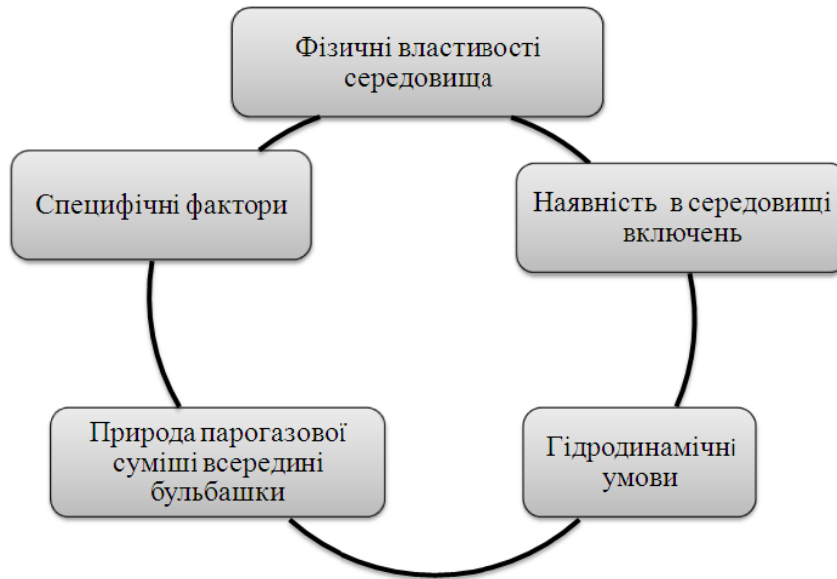 Фізичні властивості
середовища
Специфічні фактори
Наявність в середовищі
включень
Природа парогазової
суміші всередині
бульбашки
Гідродинамічні
умови